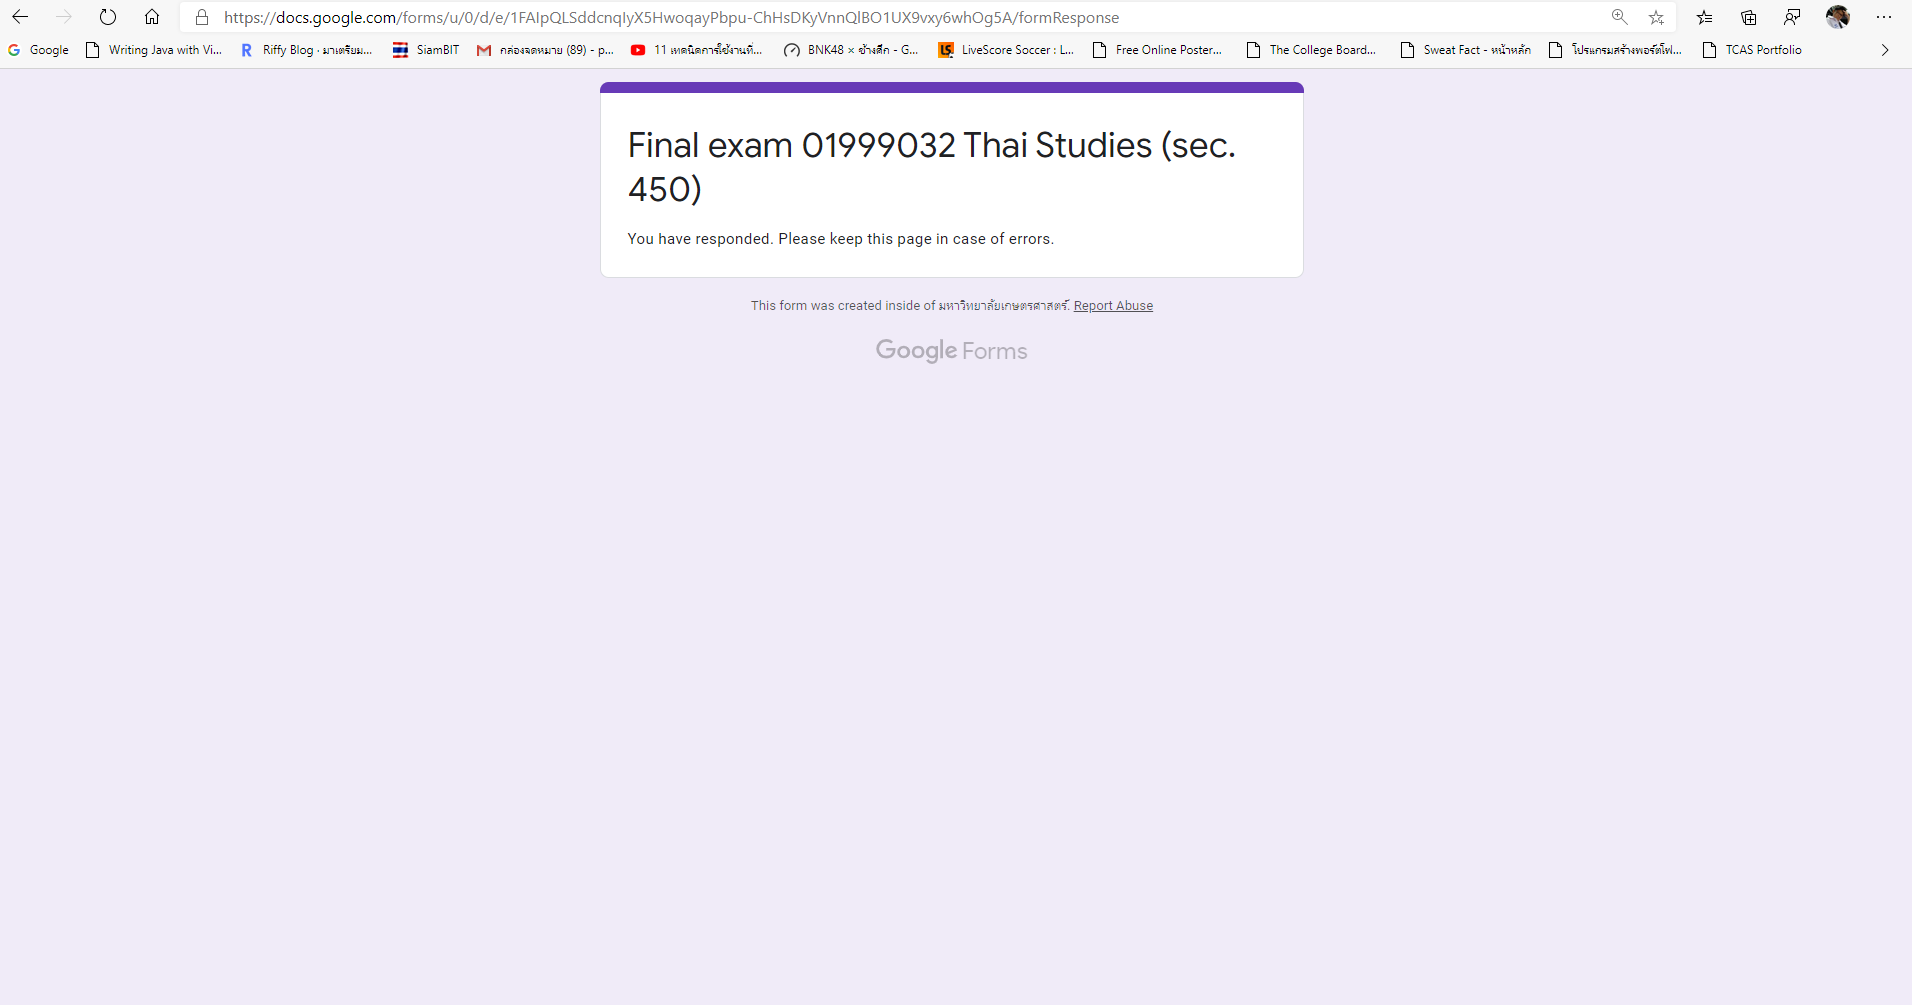 https://docs.google.com/forms/u/0/d/e/1FAIpQLSddcnqIyX5HwoqayPbpu-ChHsDKyVnnQlBO1UX9vxy6whOg5A/formResponse
Google Writing Java with Vi... Riffy Blog · มาเตรียม... SiamBIT กล่องจดหมาย (89) - p... 11 เทคนิคการใช้งานที่... BNK48 × ช้างศึก - G... LiveScore Soccer : L... Free Online Poster... The College Board... Sweat Fact - หน้าหลัก โปรแกรมสร้างพอร์ตโฟ... TCAS Portfolio
Final exam 01999032 Thai Studies (sec.
450)
You have responded. Please keep this page in case of errors.
This form was created inside of มหาวิทยาลัยเกษตรศาสตร์. Report Abuse
Google Forms